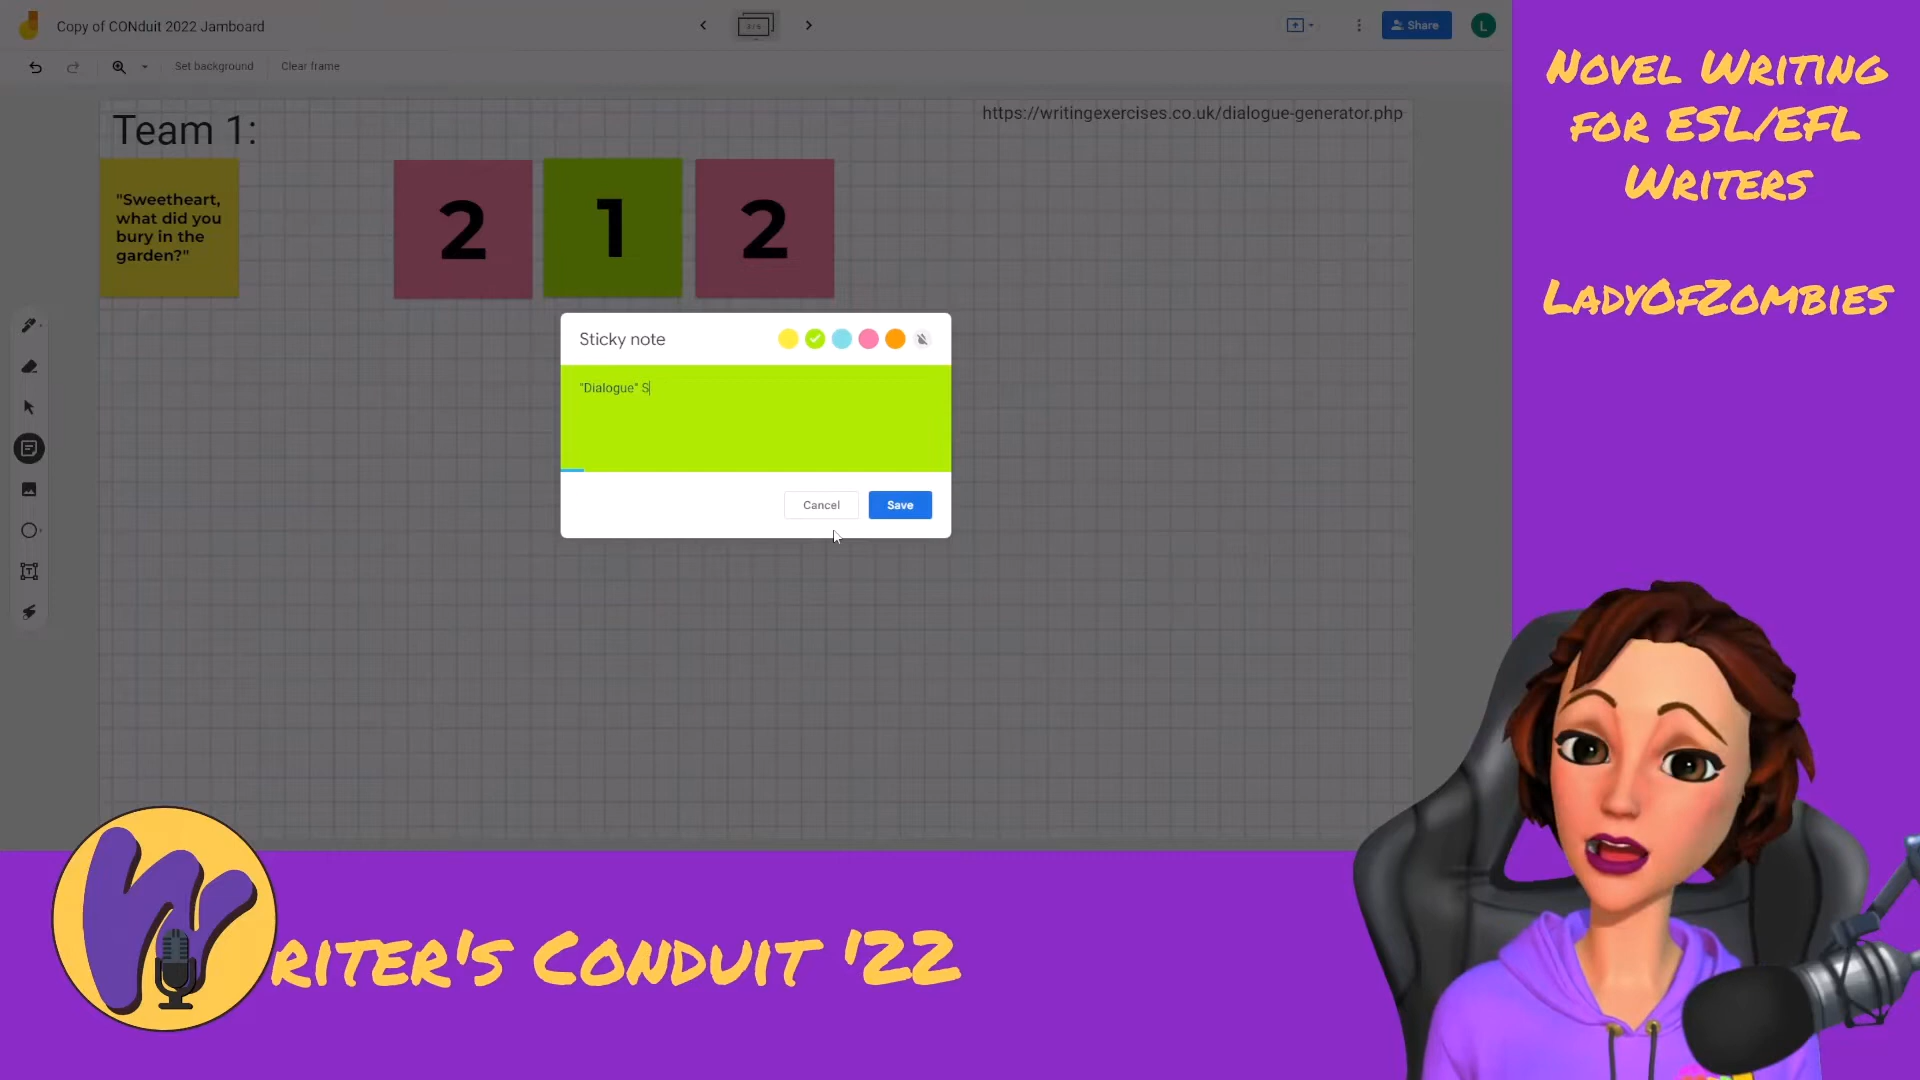 Copy of CONduit 2022 Jamboard
Share
L
Set background
Clear frame
Team 1:
https://writingexercises.co.uk/dialogue-generator.php
"Sweetheart,
what did you
bury in the
garden?"
2
1
2
Sticky note
"Dialogue" S
Cancel
Save
NOVEL WRITING
FOR ESL/EFL
WRITERS
LADYOFZOMBIES
WRITER'S CONDUIT '22